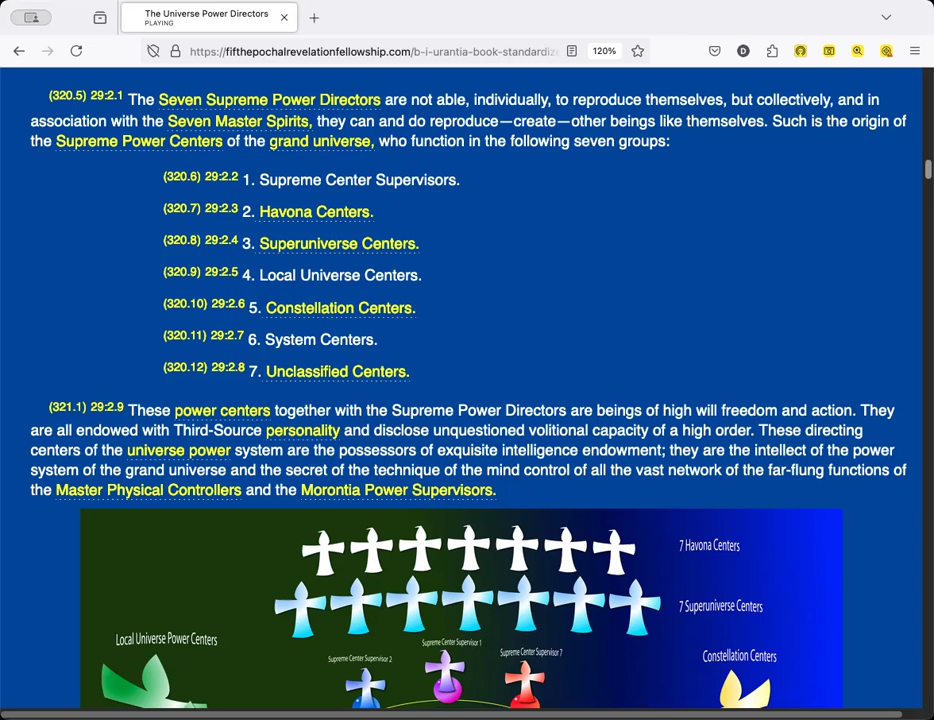 The Universe Power Directors
PLAYING
https://fifthepochalrevelationfellowship.com/b-i-urantia-book-standardize
120%
D
(320.5) 29:2.1 The Seven Supreme Power Directors are not able, individually, to reproduce themselves, but collectively, and in
association with the Seven Master Spirits, they can and do reproduce—create—other beings like themselves. Such is the origin of
the Supreme Power Centers of the grand universe, who function in the following seven groups:
(320.6) 29:2.2 1. Supreme Center Supervisors.
(320.7) 29:2.3 2. Havona Centers.
(320.8) 29:2.4 3. Superuniverse Centers.
(320.9) 29:2.5 4. Local Universe Centers.
(320.10) 29:2.6 5. Constellation Centers.
(320.11) 29:2.7 6. System Centers.
(320.12) 29:2.8 7. Unclassified Centers.
(321.1) 29:2.9 These power centers together with the Supreme Power Directors are beings of high will freedom and action. They
are all endowed with Third-Source personality and disclose unquestioned volitional capacity of a high order. These directing
centers of the universe power system are the possessors of exquisite intelligence endowment; they are the intellect of the power
system of the grand universe and the secret of the technique of the mind control of all the vast network of the far-flung functions of
the Master Physical Controllers and the Morontia Power Supervisors.
7 Havona Centers
7 Superuniverse Centers
Local Universe Power Centers
Supreme Center Supervisor 1
Supreme Center Supervisor 2
Supreme Center Supervisor 7
Constellation Centers